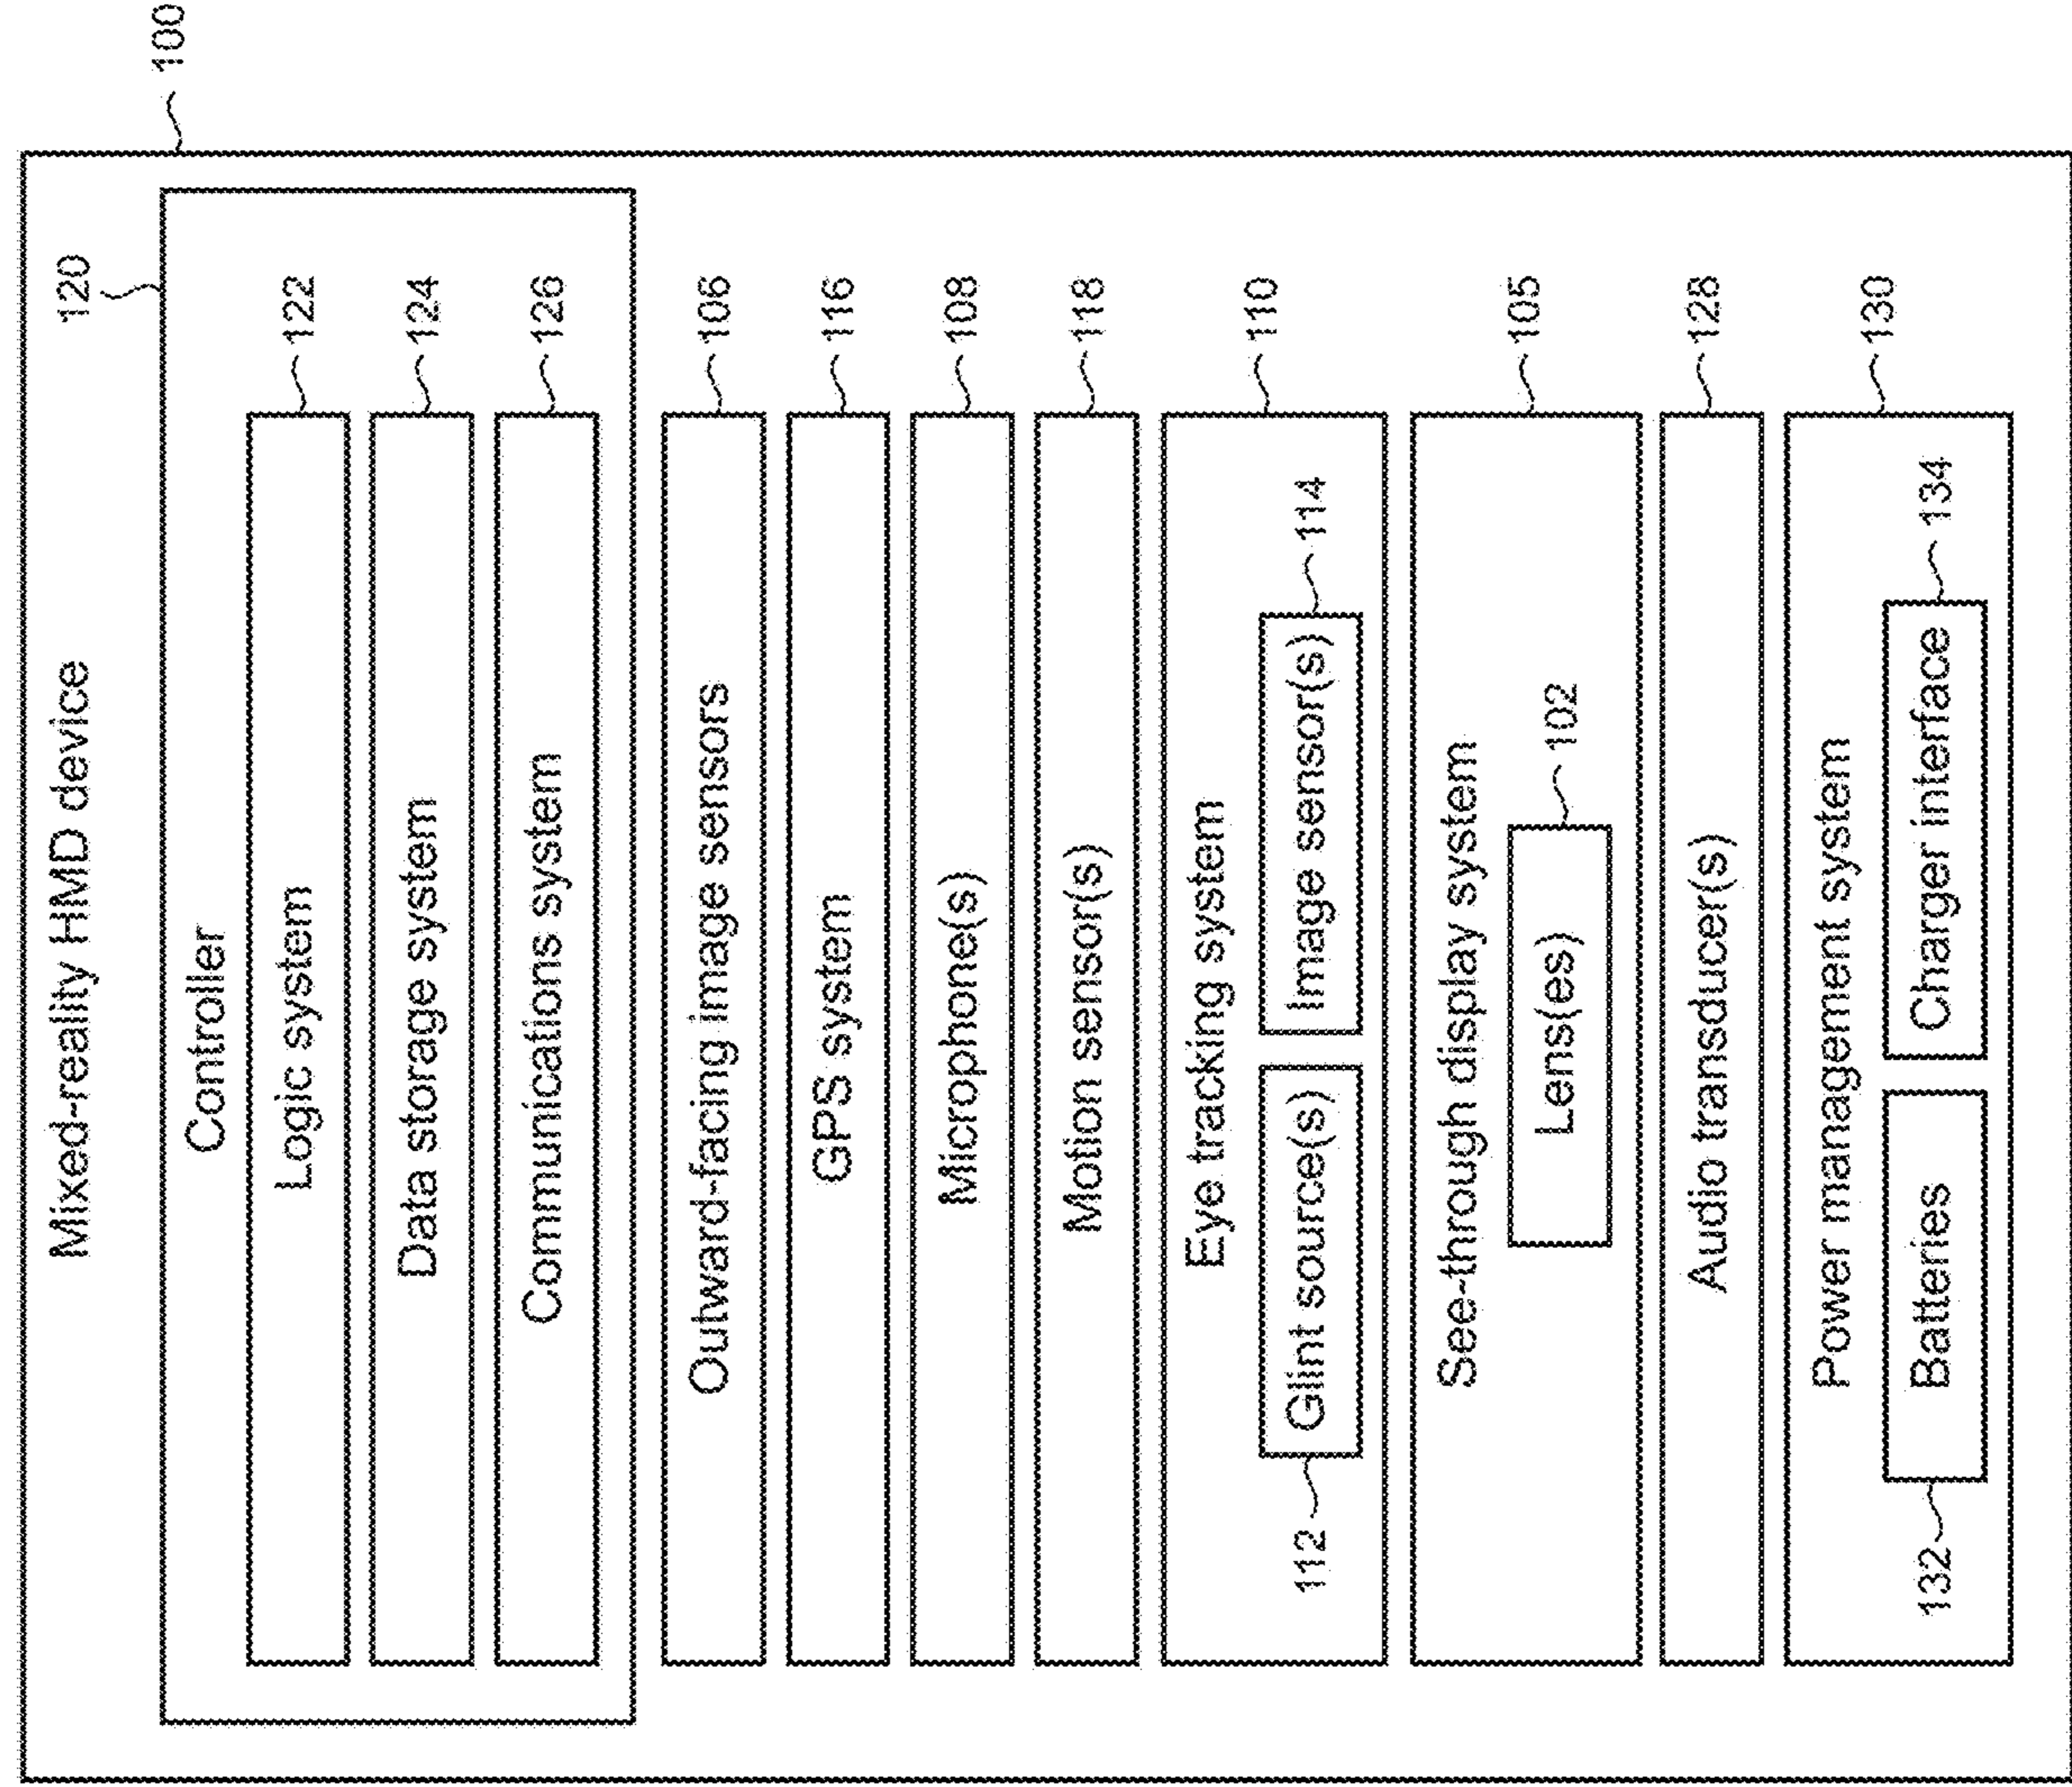 100
Mixed-reality HMD device
120
Controller
Logic system
122
Data storage system
124
Communications system
126
Outward-facing image sensors
106
GPS system
116
Microphone(s)
108
Motion sensor(s)
118
Eye tracking system
110
112
Glint source(s)
Image sensor(s)
114
See-through display system
105
Lens(es)
102
Audio transducer(s)
128
Power management system
130
132
Batteries
Charger interface
134